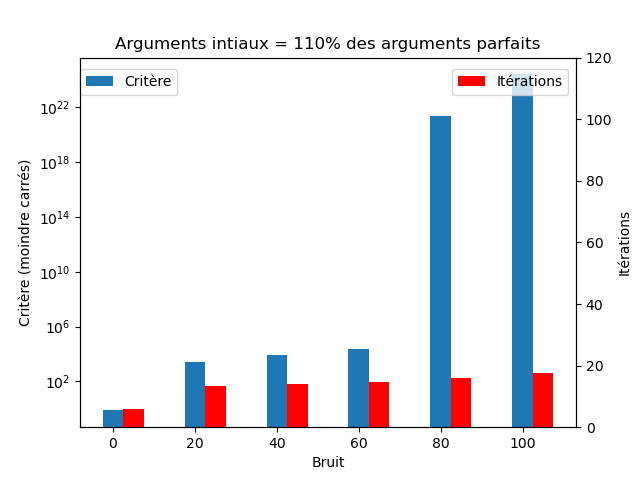 Arguments intiaux = 110% des arguments parfaits
Critère
Itérations
Critère (moindre carrés)
10^22
10^18
10^14
10^10
10^6
10^2
120
100
80
60
40
20
0
Itérations
0 20 40 60 80 100
Bruit